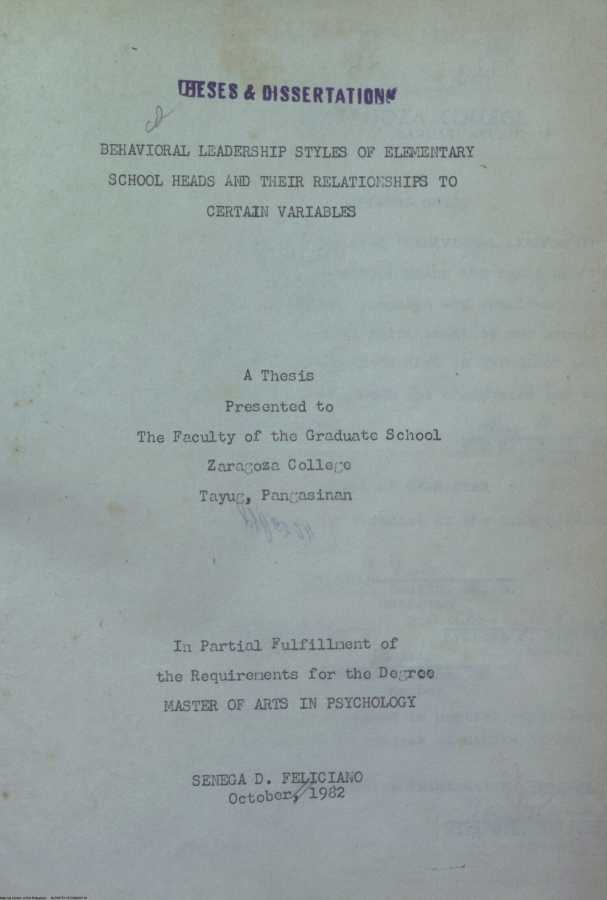 THESES & DISSERTATIONS
BEHAVIORAL LEADERSHIP STYLES OF ELEMENTARY
SCHOOL HEADS AND THEIR RELATIONSHIPS TO
CERTAIN VARIABLES
A Thesis
Presented to
The Faculty of the Graduate School
Zaragoza College
Tayug, Pangasinan
In Partial Fulfillment of
the Requirements for the Degree
MASTER OF ARTS IN PSYCHOLOGY
SENEGA D. FELICIANO
October, 1982